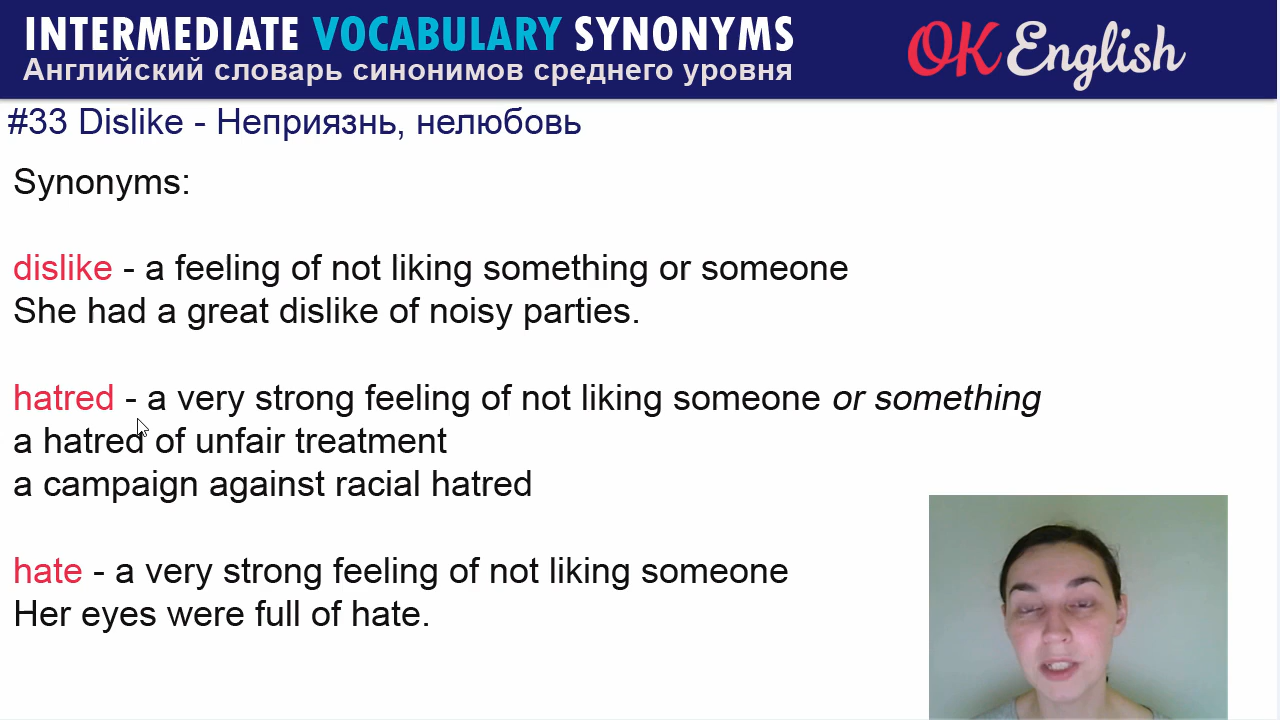 INTERMEDIATE VOCABULARY SYNONYMS
Английский словарь синонимов среднего уровня
OK English
#33 Dislike - Неприязнь, нелюбовь
Synonyms:
dislike - a feeling of not liking something or someone
She had a great dislike of noisy parties.
hatred - a very strong feeling of not liking someone or something
a hatred of unfair treatment
a campaign against racial hatred
hate - a very strong feeling of not liking someone
Her eyes were full of hate.